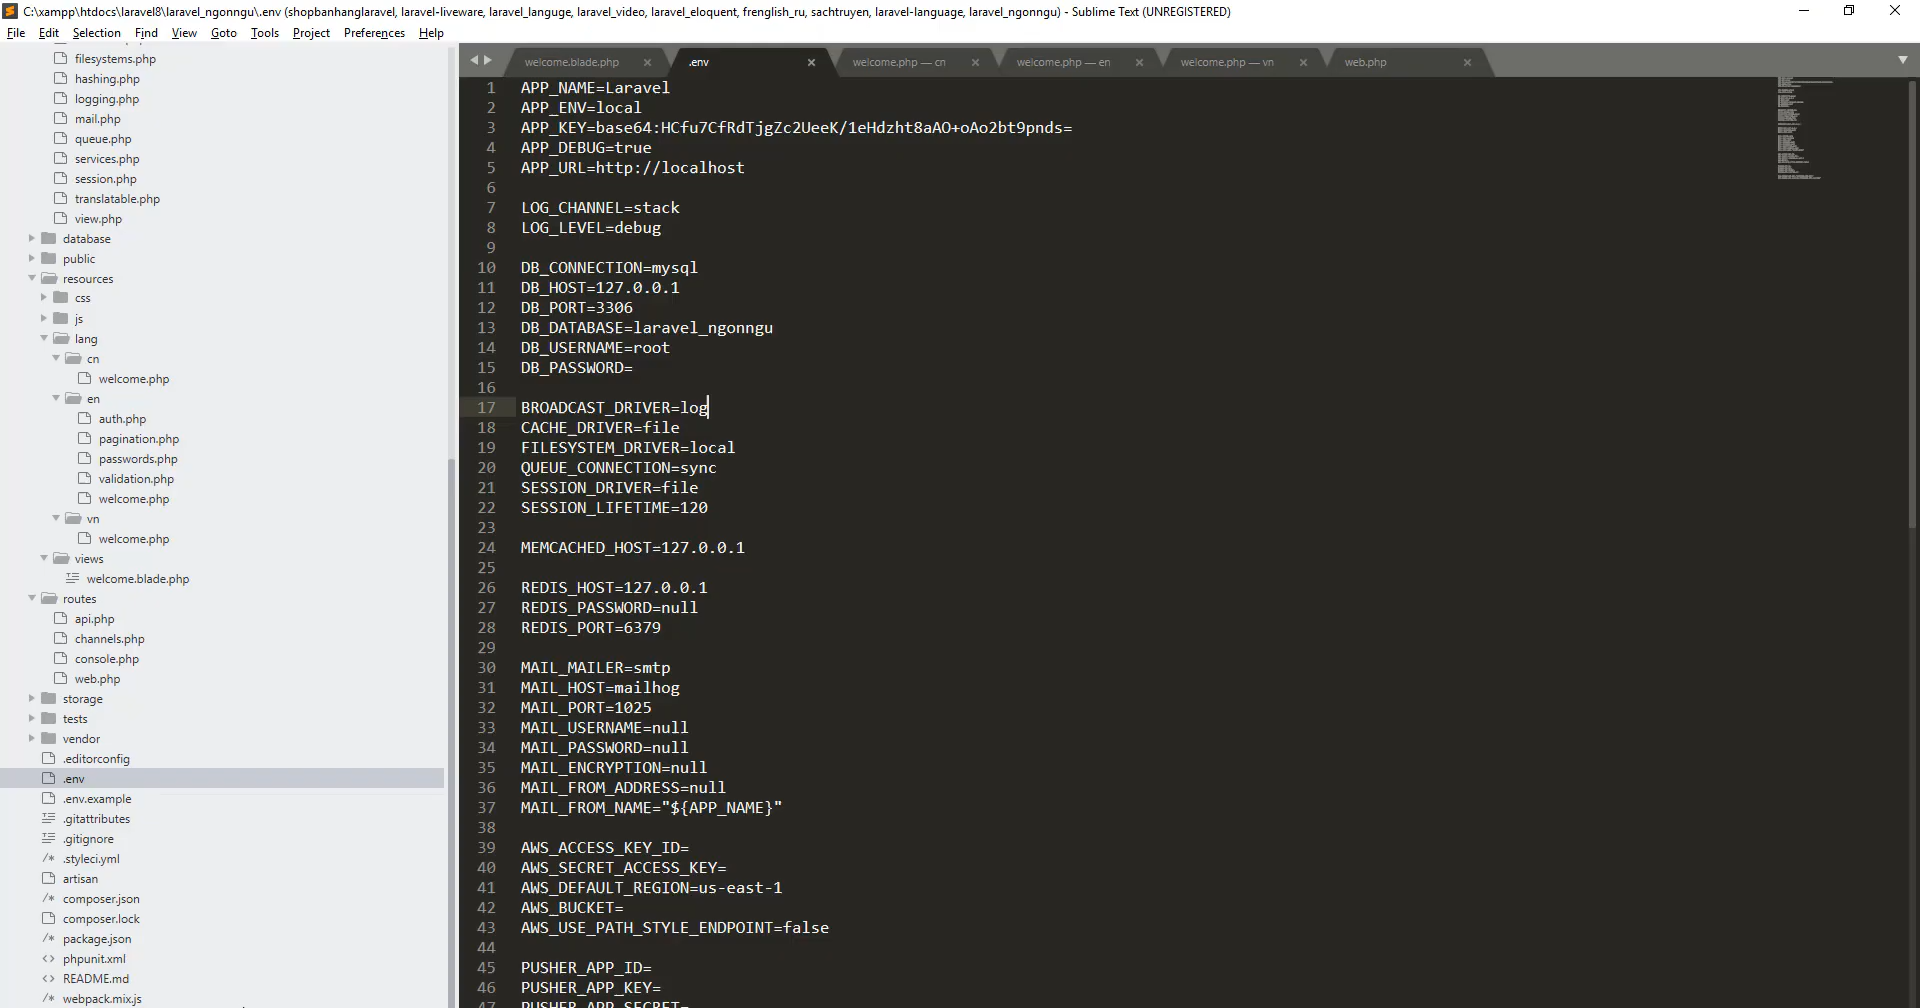 C:\xampp\htdocs\laravel8\laravel_ngonngu\.env (shopbanhanglaravel, laravel-liveware, laravel_languge, laravel_video, laravel_eloquent, frenglish_ru, sachtruyen, laravel-language, laravel_ngonngu) - Sublime Text (UNREGISTERED)
File Edit Selection Find View Goto Tools Project Preferences Help
filesystems.php
hashing.php
logging.php
mail.php
queue.php
services.php
session.php
translatable.php
view.php
database
public
resources
css
js
lang
cn
welcome.php
en
auth.php
pagination.php
passwords.php
validation.php
welcome.php
vn
welcome.php
views
welcome.blade.php
routes
api.php
channels.php
console.php
web.php
storage
tests
vendor
.editorconfig
.env
.env.example
.gitattributes
.gitignore
.styleci.yml
artisan
composer.json
composer.lock
package.json
phpunit.xml
README.md
webpack.mix.js
welcome.blade.php .env welcome.php — cn welcome.php — en welcome.php — vn web.php
1 APP_NAME=Laravel
2 APP_ENV=local
3 APP_KEY=base64:HCfu7CfRdTjgZc2UeeK/1eHdzht8aAO+oAo2bt9pnds=
4 APP_DEBUG=true
5 APP_URL=http://localhost
6
7 LOG_CHANNEL=stack
8 LOG_LEVEL=debug
9
10 DB_CONNECTION=mysql
11 DB_HOST=127.0.0.1
12 DB_PORT=3306
13 DB_DATABASE=laravel_ngonngu
14 DB_USERNAME=root
15 DB_PASSWORD=
16
17 BROADCAST_DRIVER=log
18 CACHE_DRIVER=file
19 FILESYSTEM_DRIVER=local
20 QUEUE_CONNECTION=sync
21 SESSION_DRIVER=file
22 SESSION_LIFETIME=120
23
24 MEMCACHED_HOST=127.0.0.1
25
26 REDIS_HOST=127.0.0.1
27 REDIS_PASSWORD=null
28 REDIS_PORT=6379
29
30 MAIL_MAILER=smtp
31 MAIL_HOST=mailhog
32 MAIL_PORT=1025
33 MAIL_USERNAME=null
34 MAIL_PASSWORD=null
35 MAIL_ENCRYPTION=null
36 MAIL_FROM_ADDRESS=null
37 MAIL_FROM_NAME="${APP_NAME}"
38
39 AWS_ACCESS_KEY_ID=
40 AWS_SECRET_ACCESS_KEY=
41 AWS_DEFAULT_REGION=us-east-1
42 AWS_BUCKET=
43 AWS_USE_PATH_STYLE_ENDPOINT=false
44
45 PUSHER_APP_ID=
46 PUSHER_APP_KEY=
47 PUSHER_APP_SECRET=